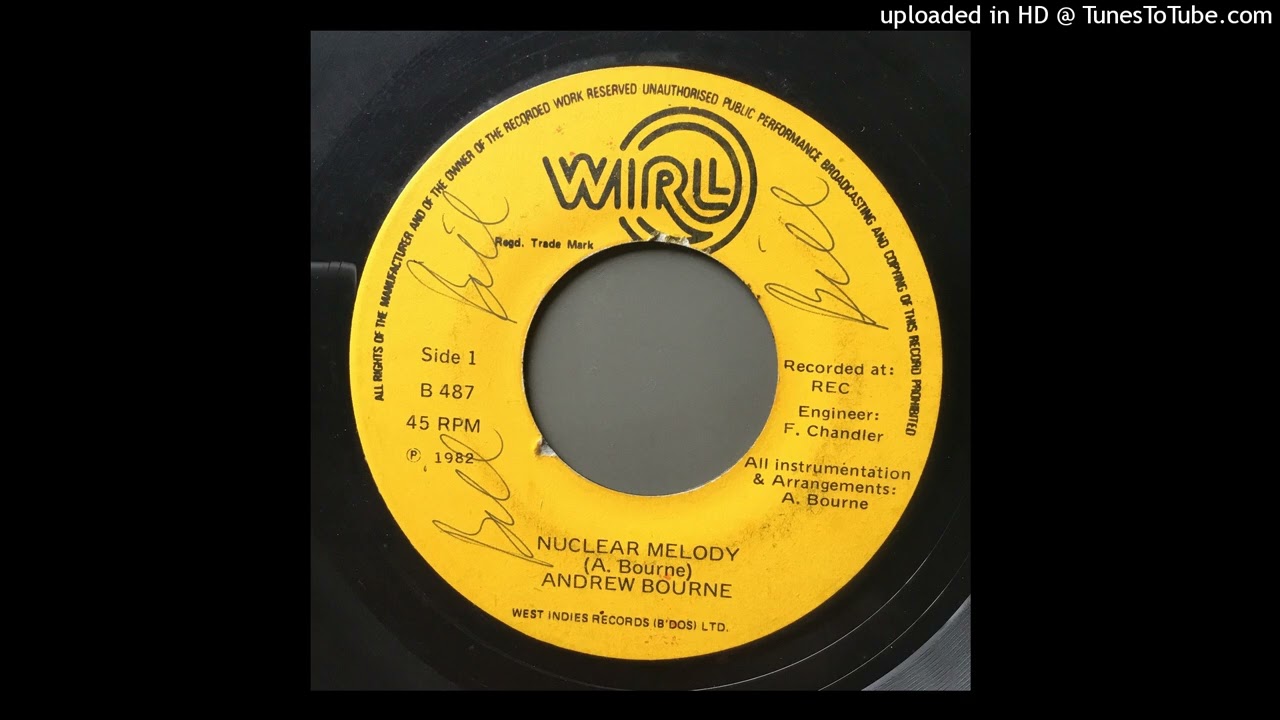 uploaded in HD @ TunesToTube.com
ALL RIGHTS OF THE MANUFACTURER AND OF THE OWNER OF THE RECORDED WORK RESERVED UNAUTHORISED PUBLIC PERFORMANCE BROADCASTING AND COPYING OF THIS RECORD PROHIBITED
WIRL
Regd. Trade Mark
Bill
Bill
Side 1
B 487
45 RPM
Ⓟ 1982
Bill
Recorded at:
REC
Engineer:
F. Chandler
All instrumentation
& Arrangements:
A. Bourne
NUCLEAR MELODY
(A. Bourne)
ANDREW BOURNE
WEST INDIES RECORDS (B'DOS) LTD.